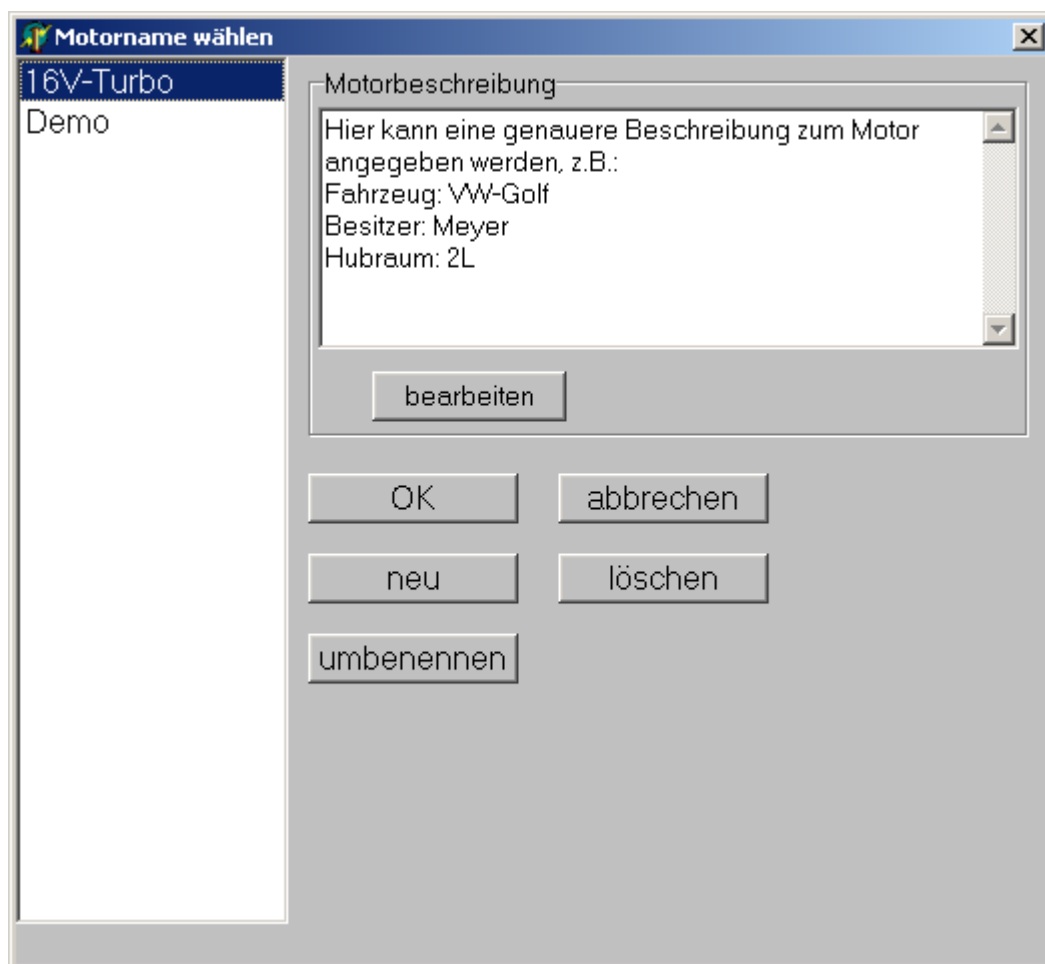 Motorname wählen
16V-Turbo
Demo
Motorbeschreibung
Hier kann eine genauere Beschreibung zum Motor
angegeben werden, z.B.:
Fahrzeug: VW-Golf
Besitzer: Meyer
Hubraum: 2L
bearbeiten
OK
abbrechen
neu
löschen
umbenennen